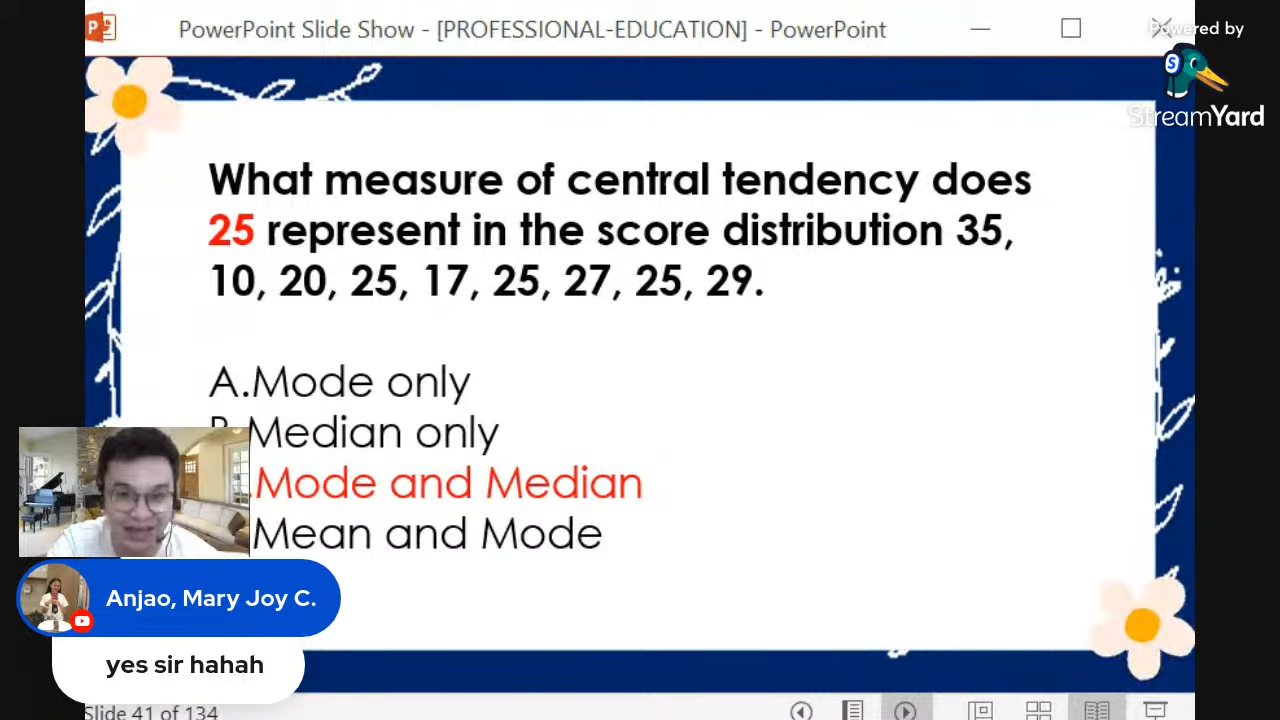 PowerPoint Slide Show - [PROFESSIONAL-EDUCATION] - PowerPoint
Powered by
StreamYard
What measure of central tendency does
25 represent in the score distribution 35,
10, 20, 25, 17, 25, 27, 25, 29.
A.Mode only
B.Median only
.Mode and Median
Mean and Mode
Anjao, Mary Joy C.
yes sir hahah
Slide 41 of 134